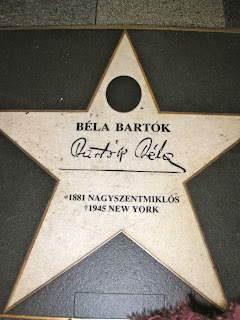 BÉLA BARTÓK
Bartók Béla
*1881 NAGYSZENTMIKLÓS
†1945 NEW YORK